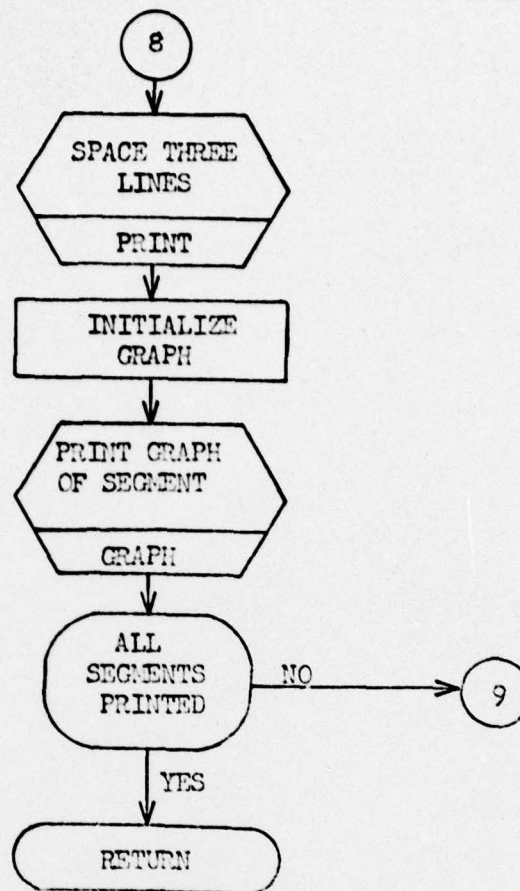 8
SPACE THREE
LINES
PRINT
INITIALIZE
GRAPH
PRINT GRAPH
OF SEGMENT
GRAPH
ALL
SEGMENTS
PRINTED
NO
9
YES
RETURN